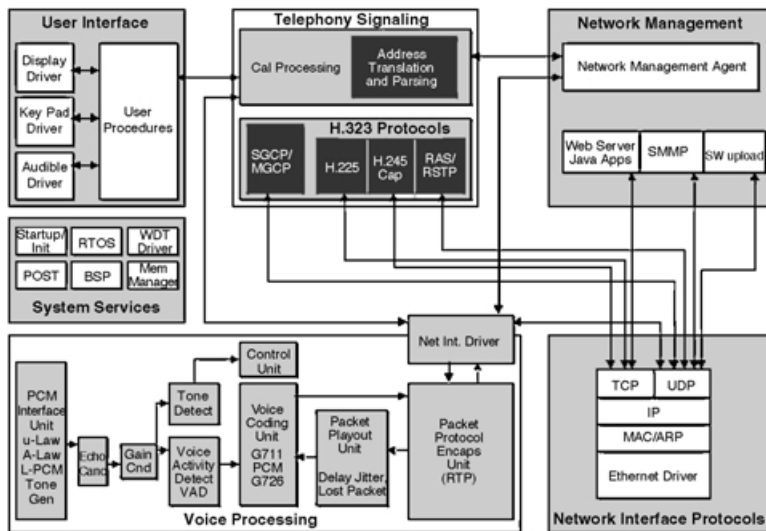 User Interface
Display
Driver
Key Pad
Driver
Audible
Driver
User
Procedures
Telephony Signaling
Cal Processing
Address
Translation
and Parsing
H.323 Protocols
SGCP/
MGCP
H.225
H.245
Cap
RAS/
RSTP
Network Management
Network Management Agent
Web Server
Java Apps
SMMP
SW upload
Startup/
Init
RTOS
WDT
Driver
POST
BSP
Mem
Manager
System Services
Net Int. Driver
PCM
Interface
Unit
u-Law
A-Law
L-PCM
Tone
Gen
Echo
Canc
Gain
Cnd
Tone
Detect
Control
Unit
Voice
Activity
Detect
VAD
Voice
Coding
Unit
G711
PCM
G726
Packet
Playout
Unit
Delay Jitter,
Lost Packet
Packet
Protocol
Encaps
Unit
(RTP)
Voice Processing
TCP
UDP
IP
MAC/ARP
Ethernet Driver
Network Interface Protocols